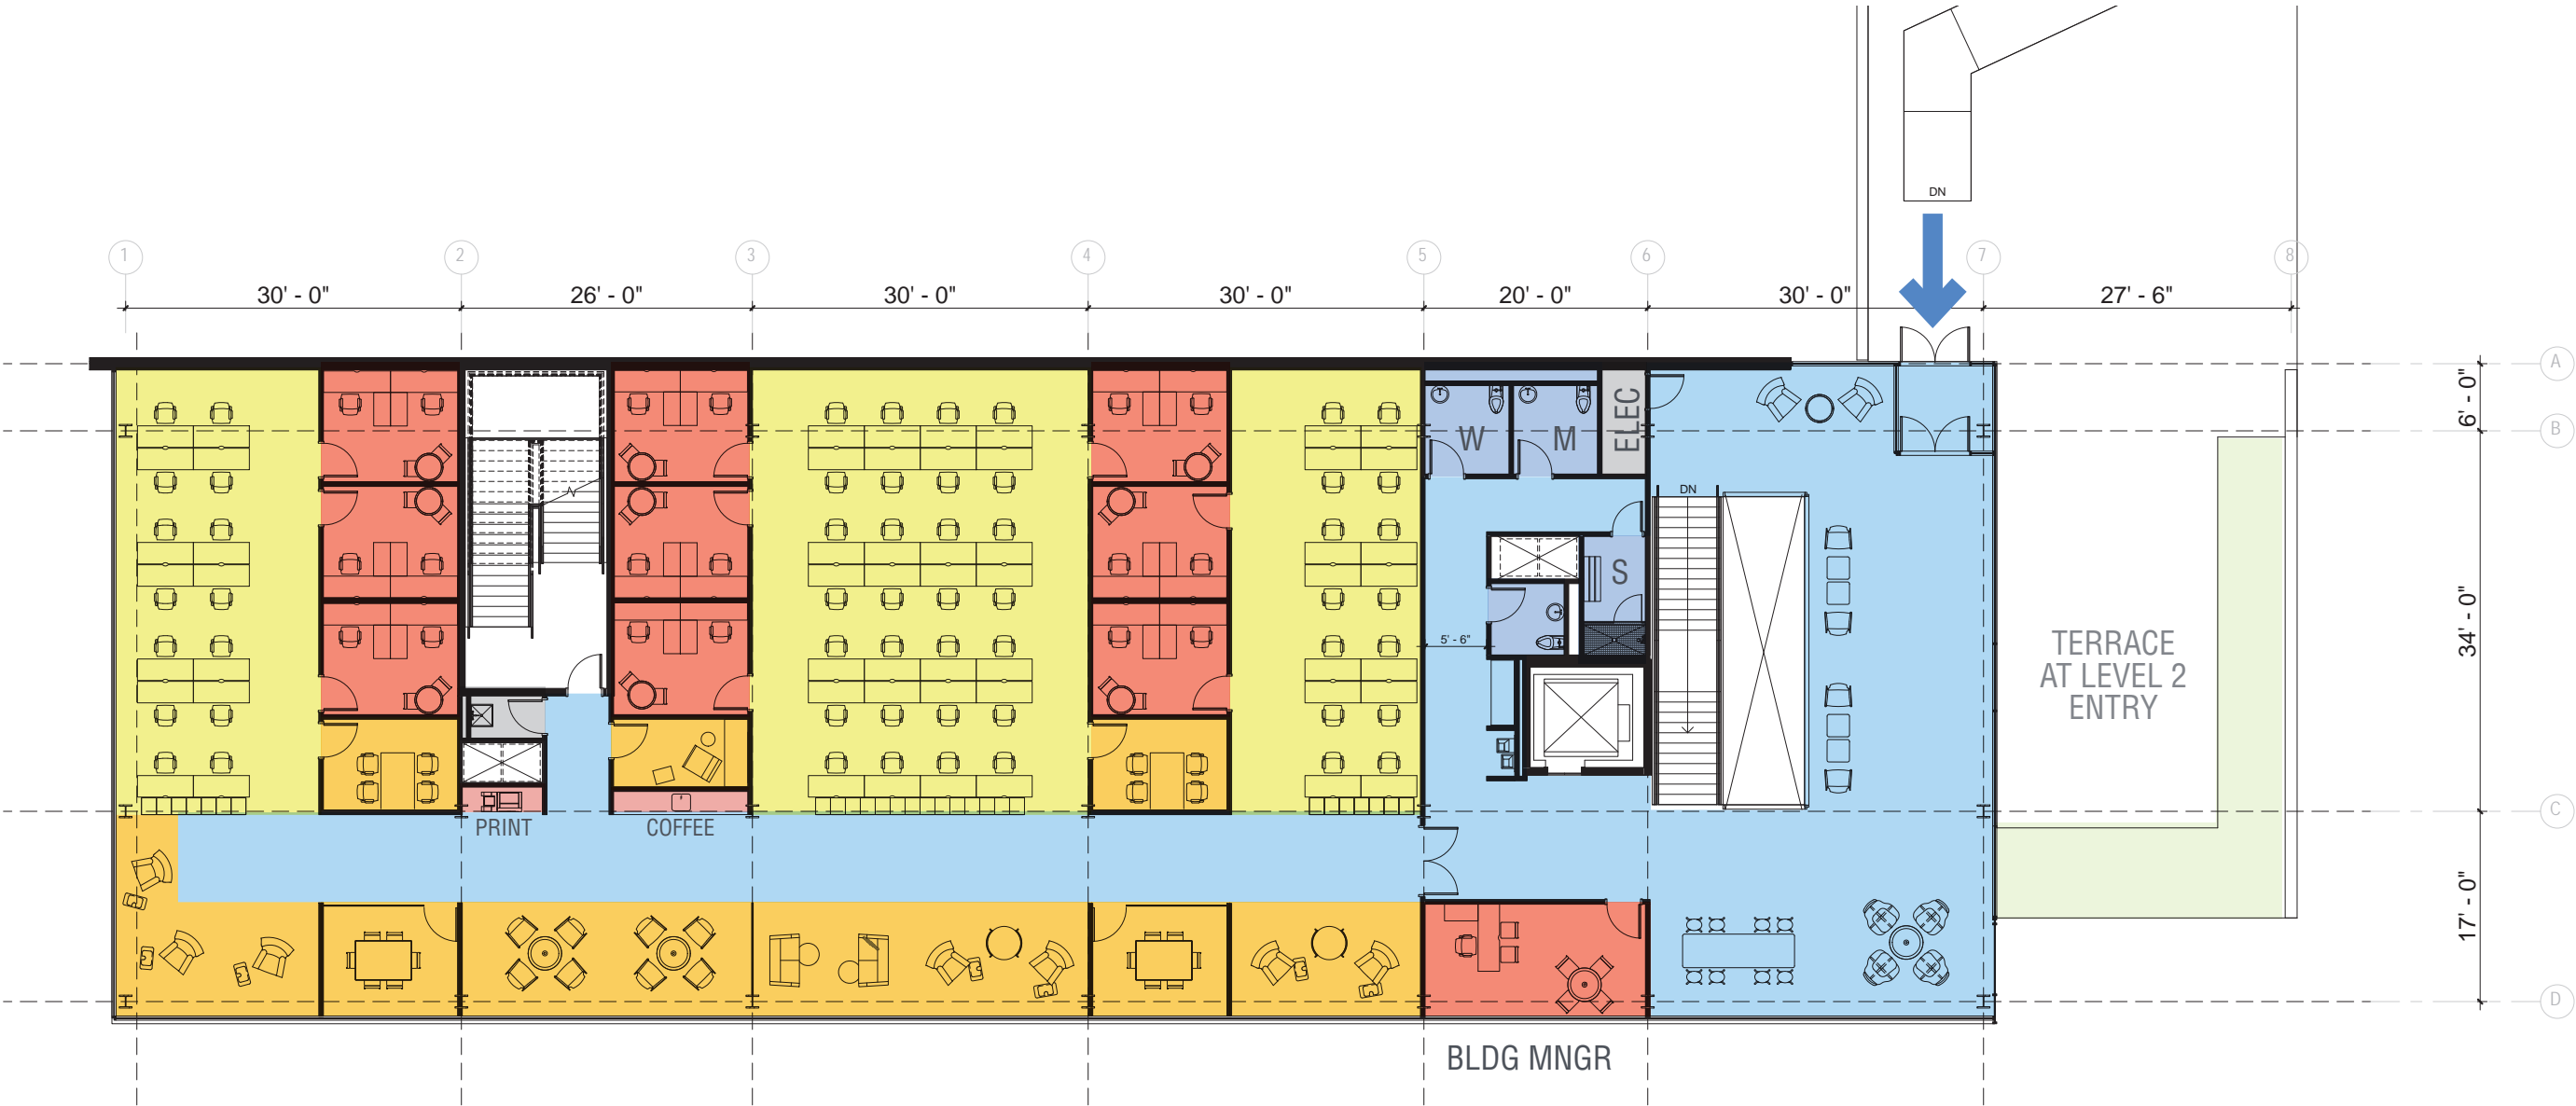 DN
1
2
3
4
5
6
7
8
30' - 0"
26' - 0"
30' - 0"
30' - 0"
20' - 0"
30' - 0"
27' - 6"
A
6' - 0"
B
W
M
ELEC
DN
S
5' - 6"
34' - 0"
TERRACE
AT LEVEL 2
ENTRY
PRINT
COFFEE
C
17' - 0"
D
BLDG MNGR